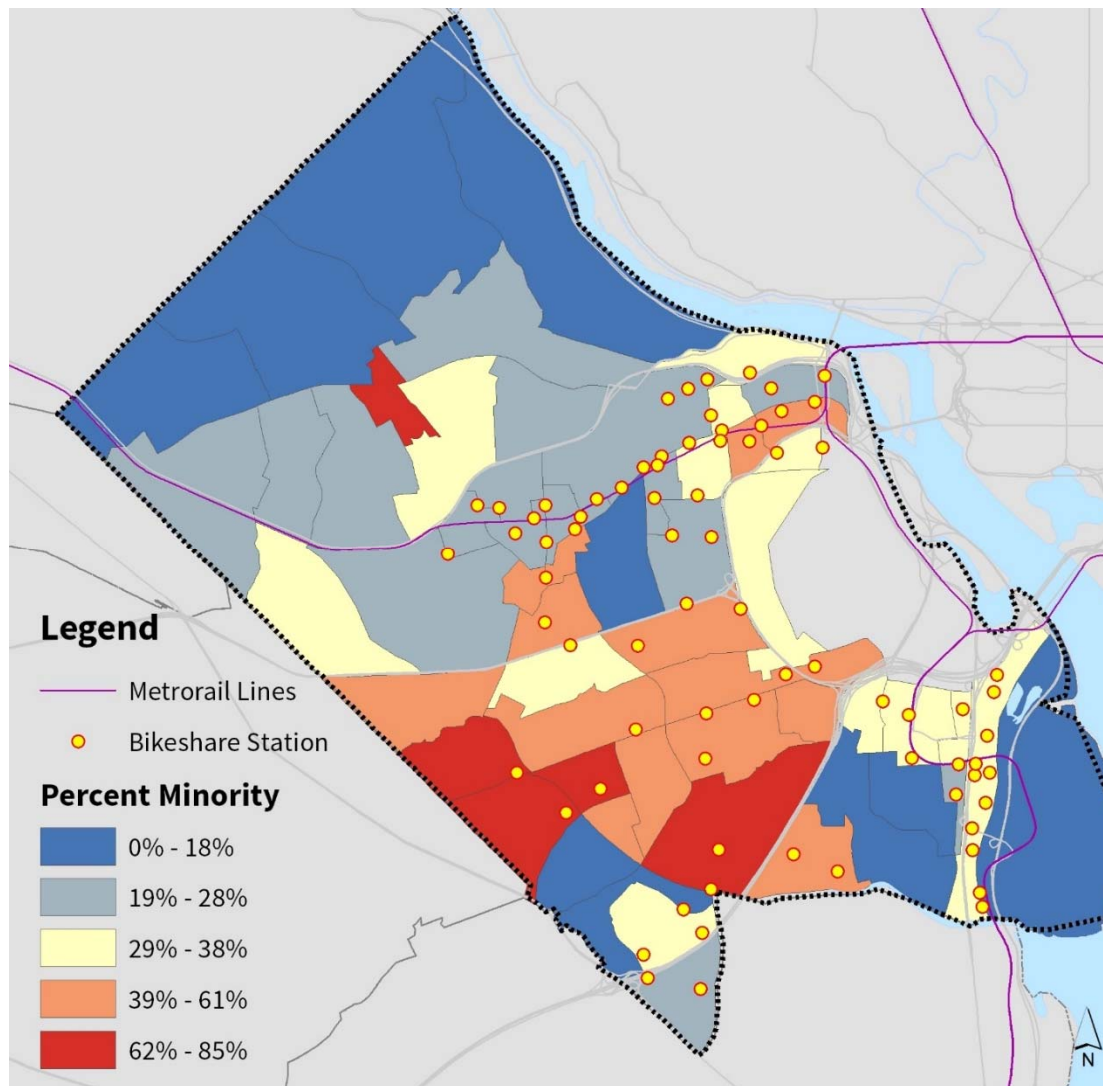 Legend
Metrorail Lines
Bikeshare Station
Percent Minority
0% - 18%
19% - 28%
29% - 38%
39% - 61%
62% - 85%
N